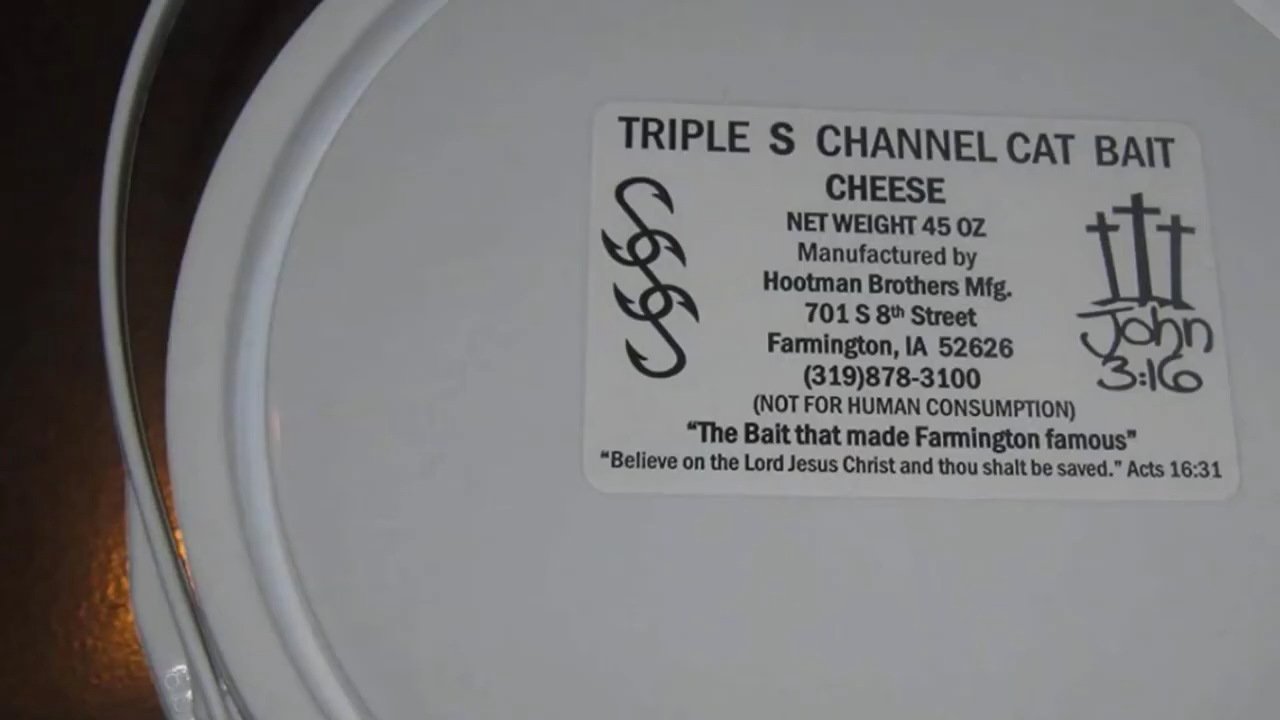 TRIPLE S CHANNEL CAT BAIT
CHEESE
NET WEIGHT 45 OZ
Manufactured by
Hootman Brothers Mfg.
701 S 8th Street
Farmington, IA 52626
(319)878-3100
(NOT FOR HUMAN CONSUMPTION)
“The Bait that made Farmington famous”
“Believe on the Lord Jesus Christ and thou shalt be saved.” Acts 16:31
John
3:16